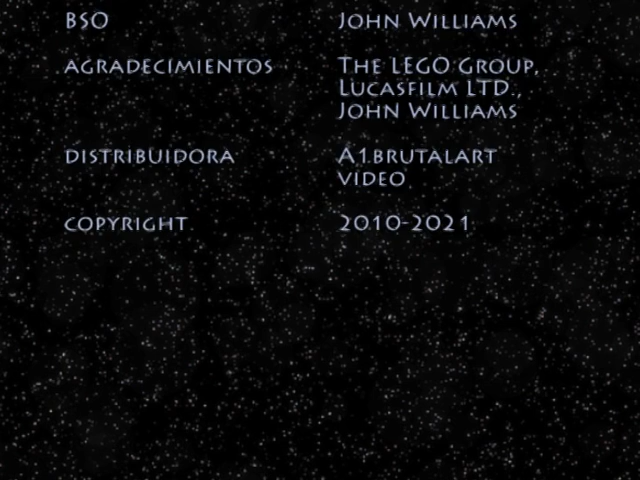 BSO John Williams
agradecimientos The LEGO Group,
Lucasfilm LTD.,
John Williams
distribuidora A1.brutalart
video
copyright 2010-2021